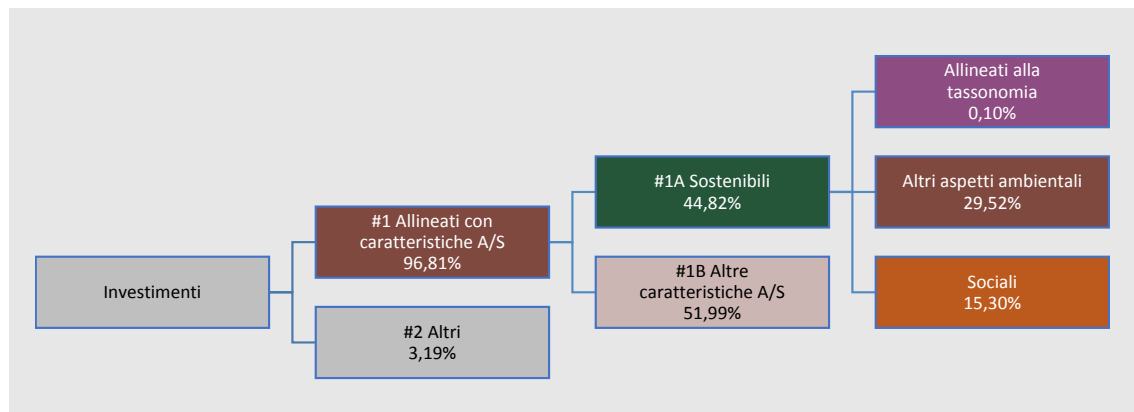 Investimenti
#1 Allineati con
caratteristiche A/S
96,81%
#2 Altri
3,19%
#1A Sostenibili
44,82%
#1B Altre
caratteristiche A/S
51,99%
Allineati alla
tassonomia
0,10%
Altri aspetti ambientali
29,52%
Sociali
15,30%